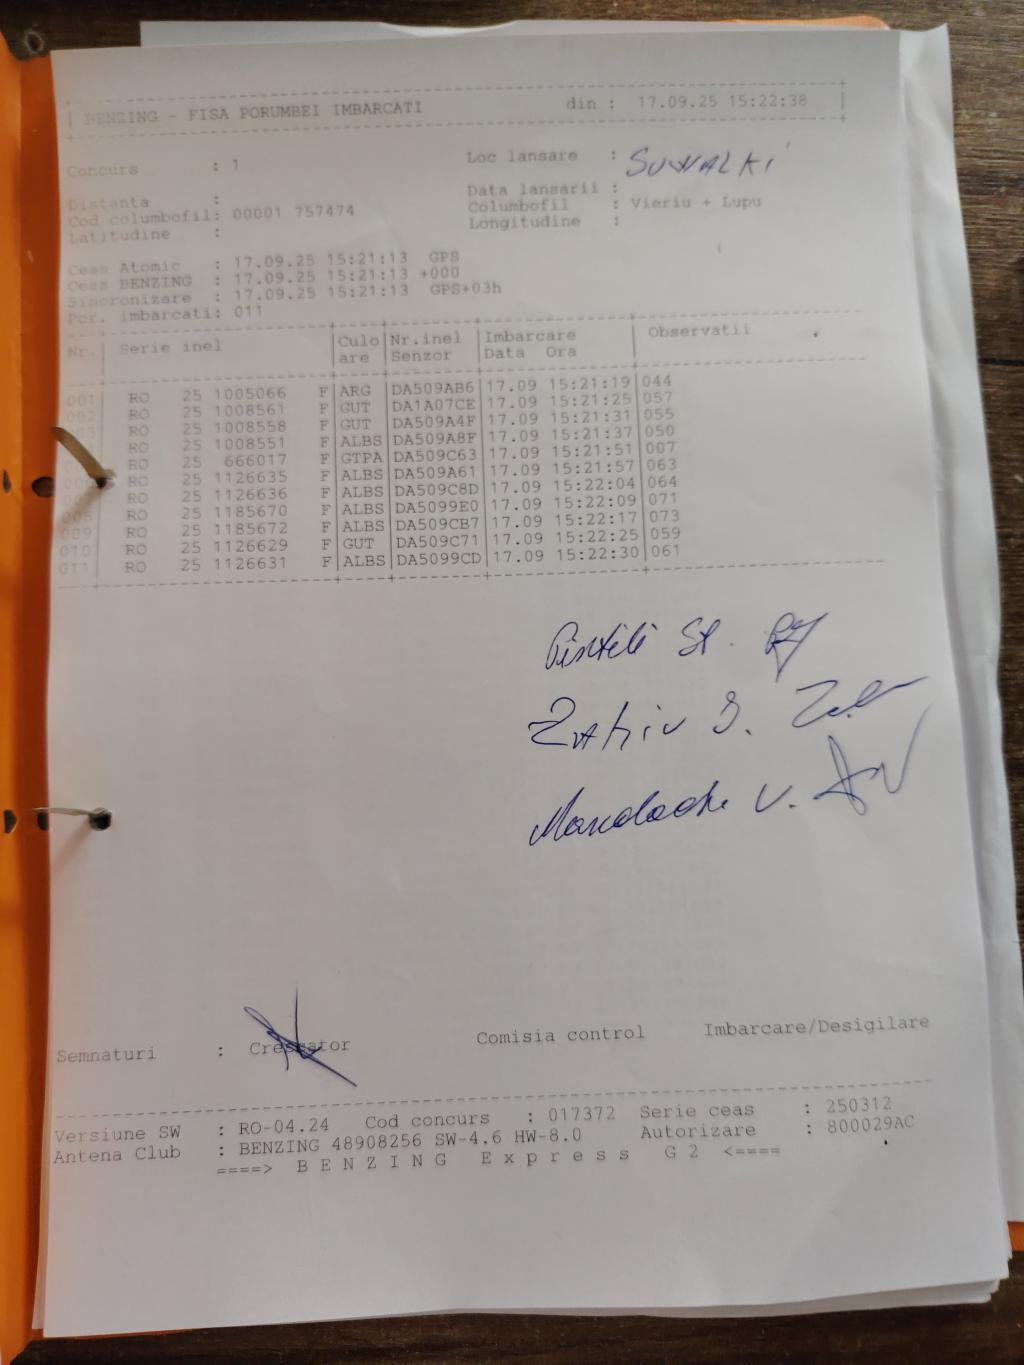 BENZING - FISA PORUMBEI IMBARCATI din : 17.09.25 15:22:38
Concurs : 1 Loc lansare : SUWALKI
Data lansarii :
Distanta : Columbofil : Vieriu + Lupu
Cod columbofil: 00001 757474 Longitudine :
Latitudine :
Ceas Atomic : 17.09.25 15:21:13 GPS
Ceas BENZING : 17.09.25 15:21:13 +000
Sincronizare : 17.09.25 15:21:13 GPS+03h
Por. imbarcati: 011
Nr. Serie inel Culo Nr.inel Imbarcare Observatii
are Senzor Data Ora
001 RO 25 1005066 F ARG DA509AB6 17.09 15:21:19 044
002 RO 25 1008561 F GUT DA1A07CE 17.09 15:21:25 057
003 RO 25 1008558 F GUT DA509A4F 17.09 15:21:31 055
RO 25 1008551 F ALBS DA509A8F 17.09 15:21:37 050
RO 25 666017 F GTPA DA509C63 17.09 15:21:51 007
006 RO 25 1126635 F ALBS DA509A61 17.09 15:21:57 063
007 RO 25 1126636 F ALBS DA509C8D 17.09 15:22:04 064
008 RO 25 1185670 F ALBS DA5099E0 17.09 15:22:09 071
009 RO 25 1185672 F ALBS DA509CB7 17.09 15:22:17 073
010 RO 25 1126629 F GUT DA509C71 17.09 15:22:25 059
011 RO 25 1126631 F ALBS DA5099CD 17.09 15:22:30 061
St.
V.
Semnaturi : Crescator Comisia control Imbarcare/Desigilare
Versiune SW : RO-04.24 Cod concurs : 017372 Serie ceas : 250312
Antena Club : BENZING 48908256 SW-4.6 HW-8.0 Autorizare : 800029AC
====> B E N Z I N G E x p r e s s G 2 <====